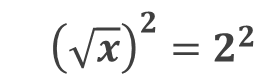 (√x)² = 2²